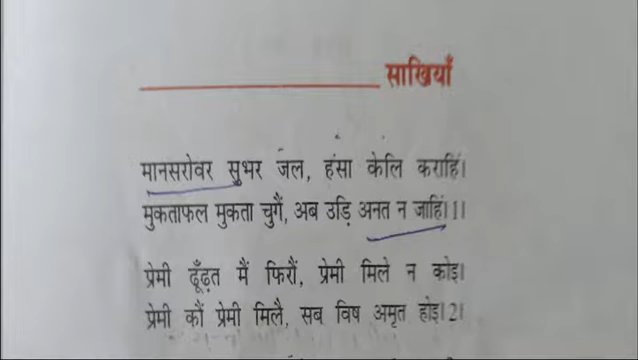 साखियाँ
मानसरोवर सुभर जल, हंसा केलि कराहिं।
मुकताफल मुकता चुगैं, अब उड़ि अनत न जाहिं।1।
प्रेमी ढूँढ़त मैं फिरौं, प्रेमी मिले न कोइ।
प्रेमी कौं प्रेमी मिलै, सब विष अमृत होइ।2।